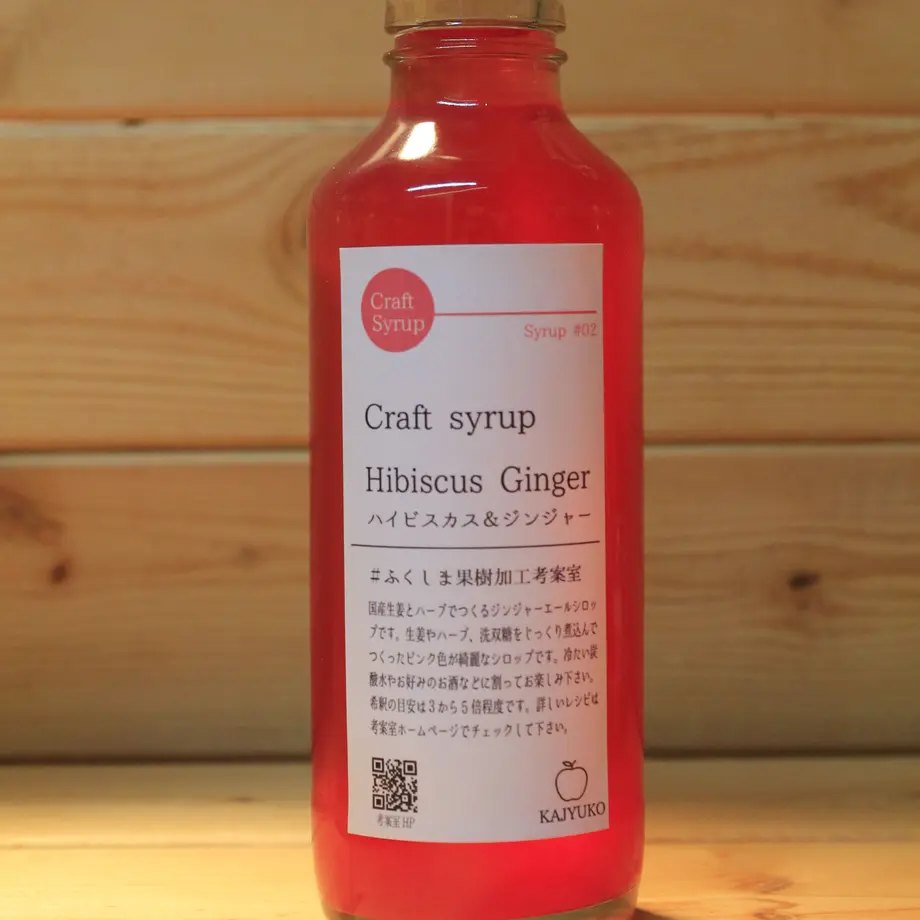 Craft
Syrup
Syrup #02
Craft syrup
Hibiscus Ginger
ハイビスカス&ジンジャー
#ふくしま果樹加工考案室
国産生姜とハーブでつくるジンジャーエールシロッ
プです。生姜やハーブ、洗双糖をじっくり煮込んで
つくったピンク色が綺麗なシロップです。冷たい炭
酸水やお好みのお酒などに割ってお楽しみ下さい。
希釈の目安は3から5倍程度です。詳しいレシピは
考案室ホームページでチェックして下さい。
考案室HP
KAJYUKO